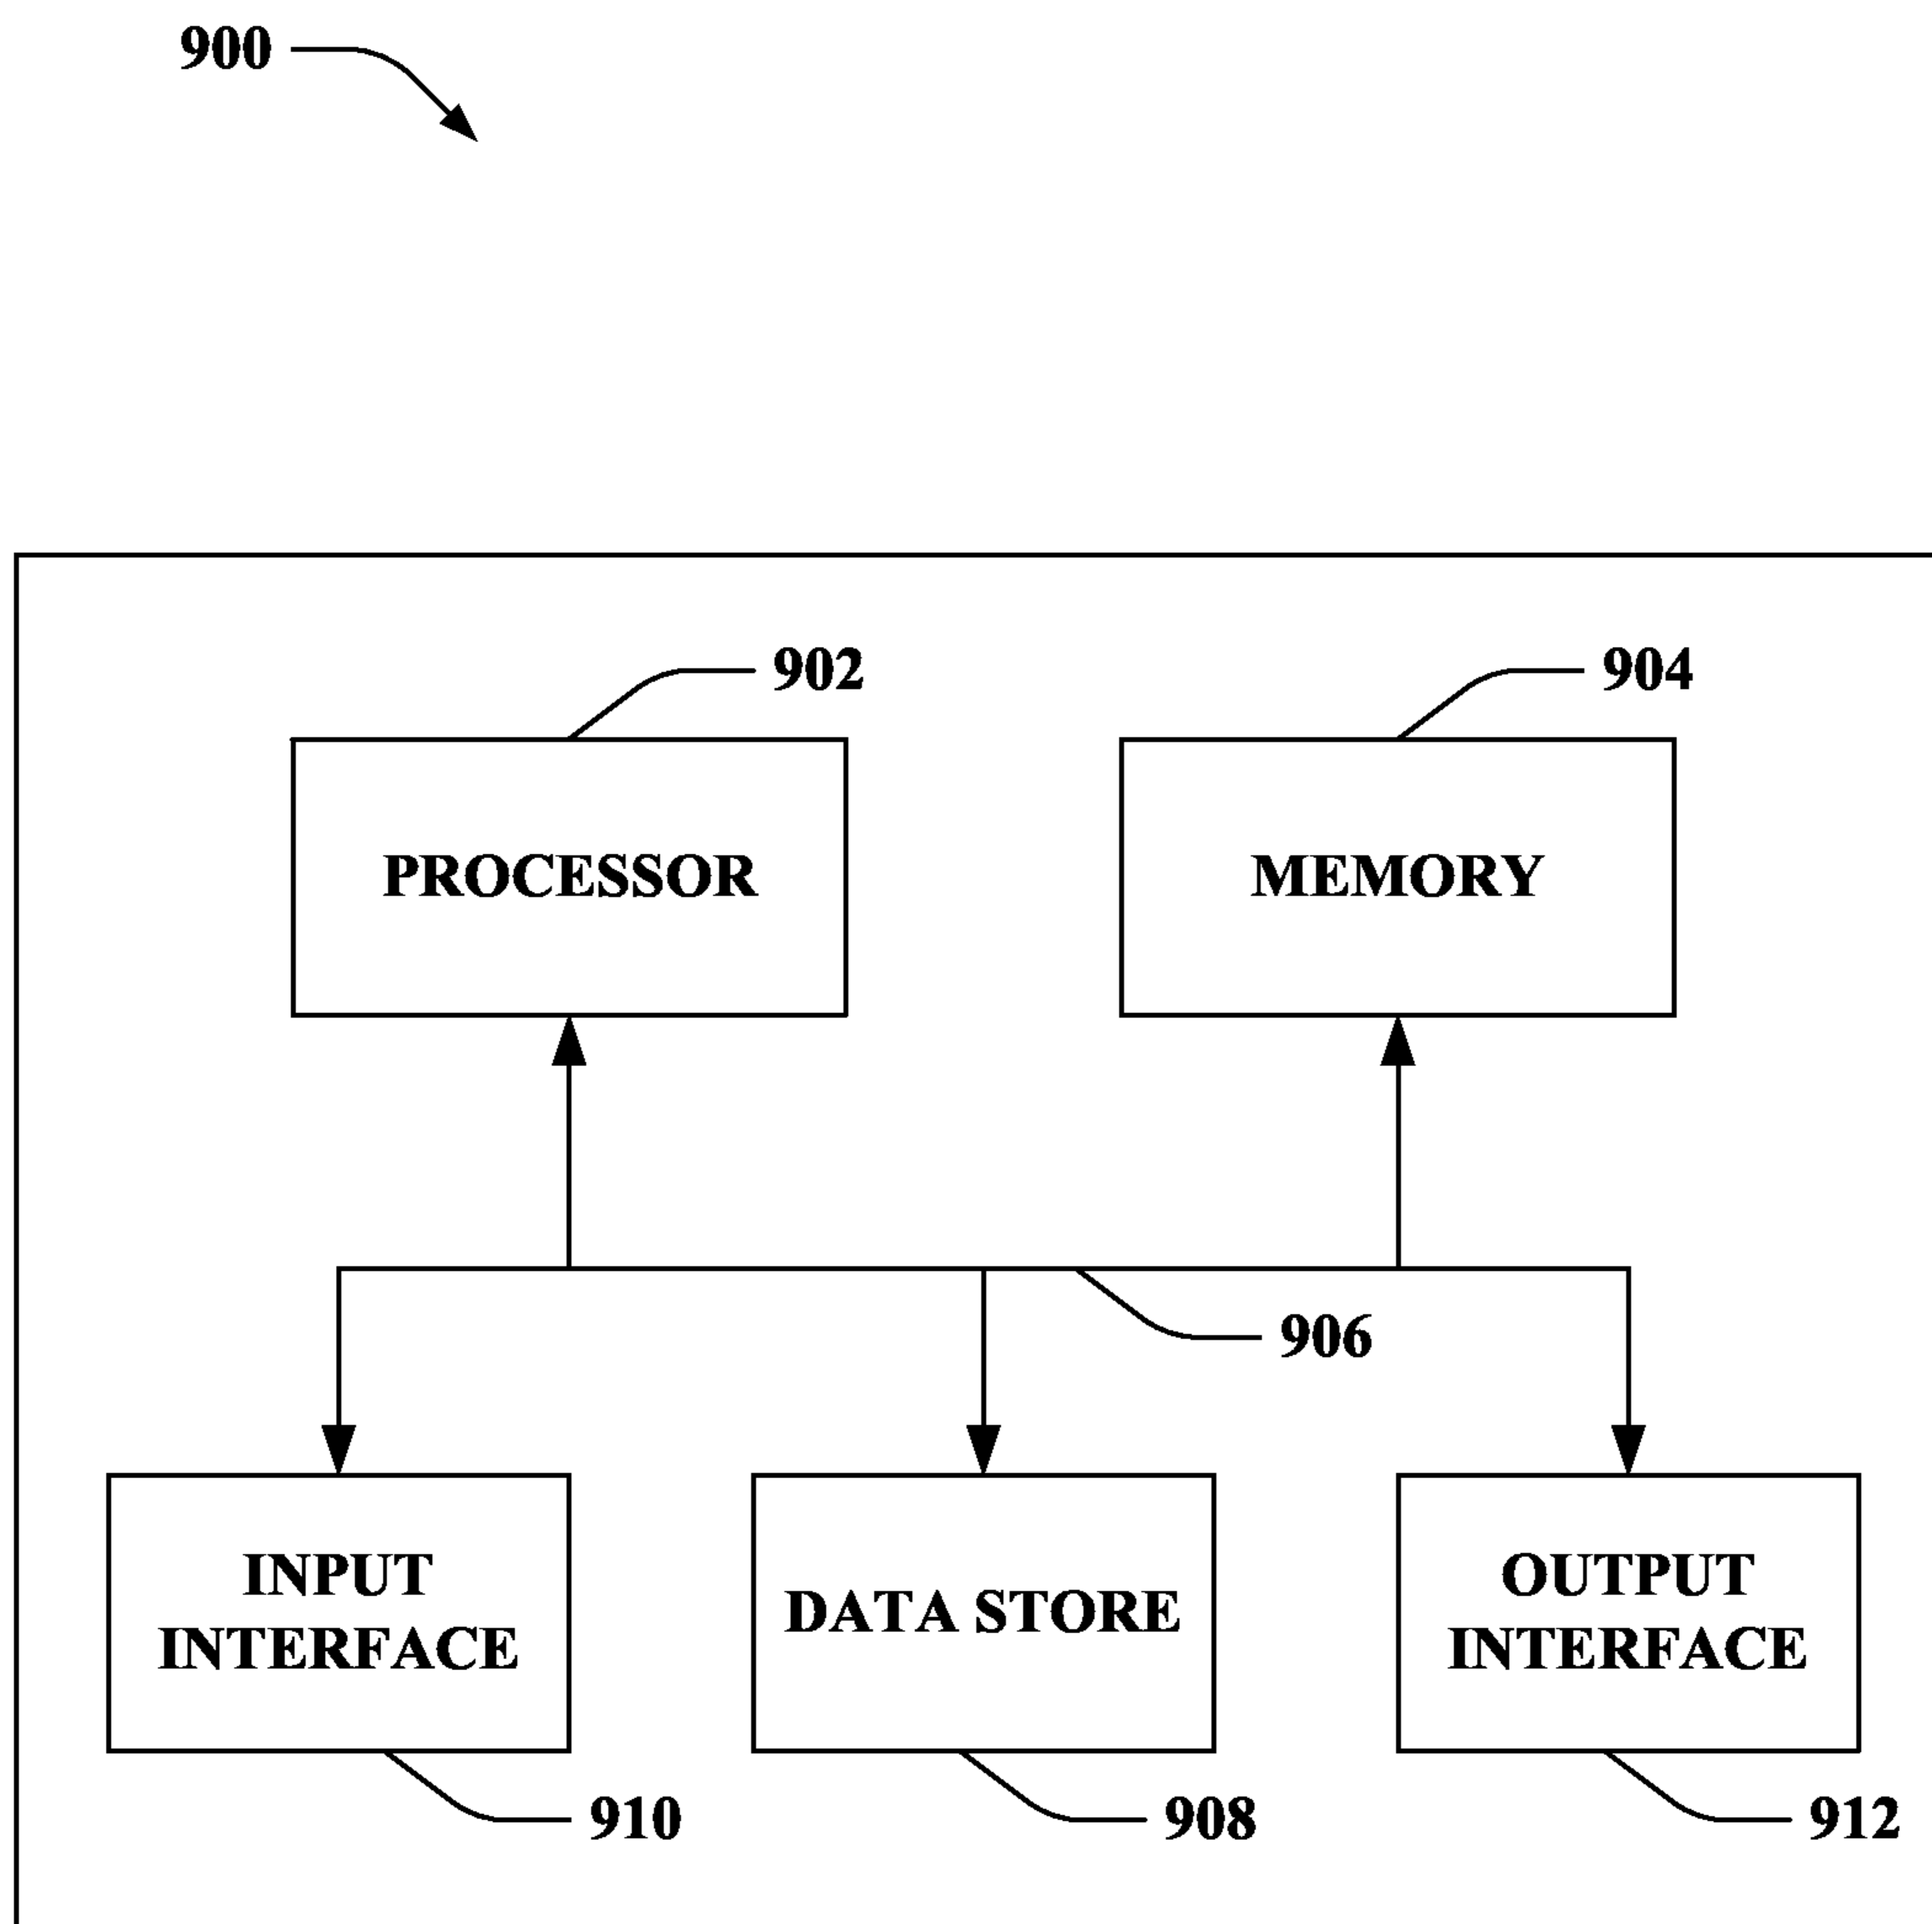 900
902
904
PROCESSOR
MEMORY
906
INPUT
INTERFACE
DATA STORE
OUTPUT
INTERFACE
910
908
912